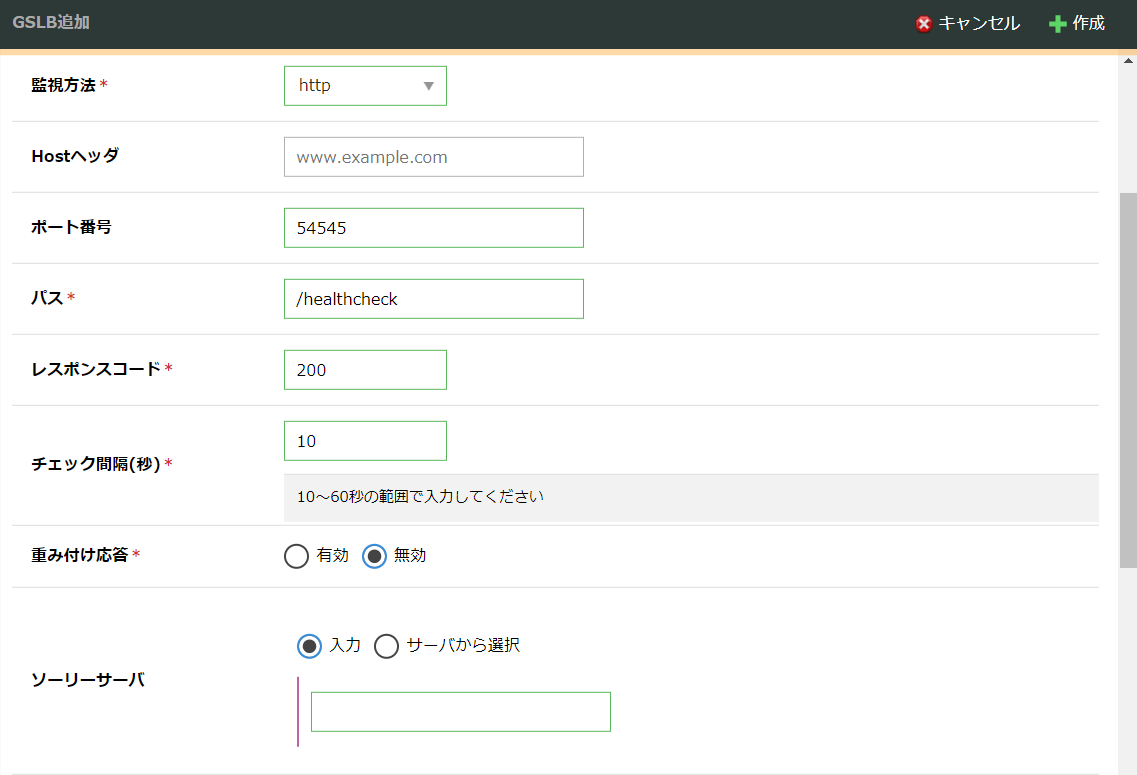 GSLB追加
キャンセル
作成
監視方法*
http
Hostヘッダ
www.example.com
ポート番号
54545
パス*
/healthcheck
レスポンスコード*
200
チェック間隔(秒)*
10
10～60秒の範囲で入力してください
重み付け応答*
有効 無効
入力 サーバから選択
ソーリーサーバ